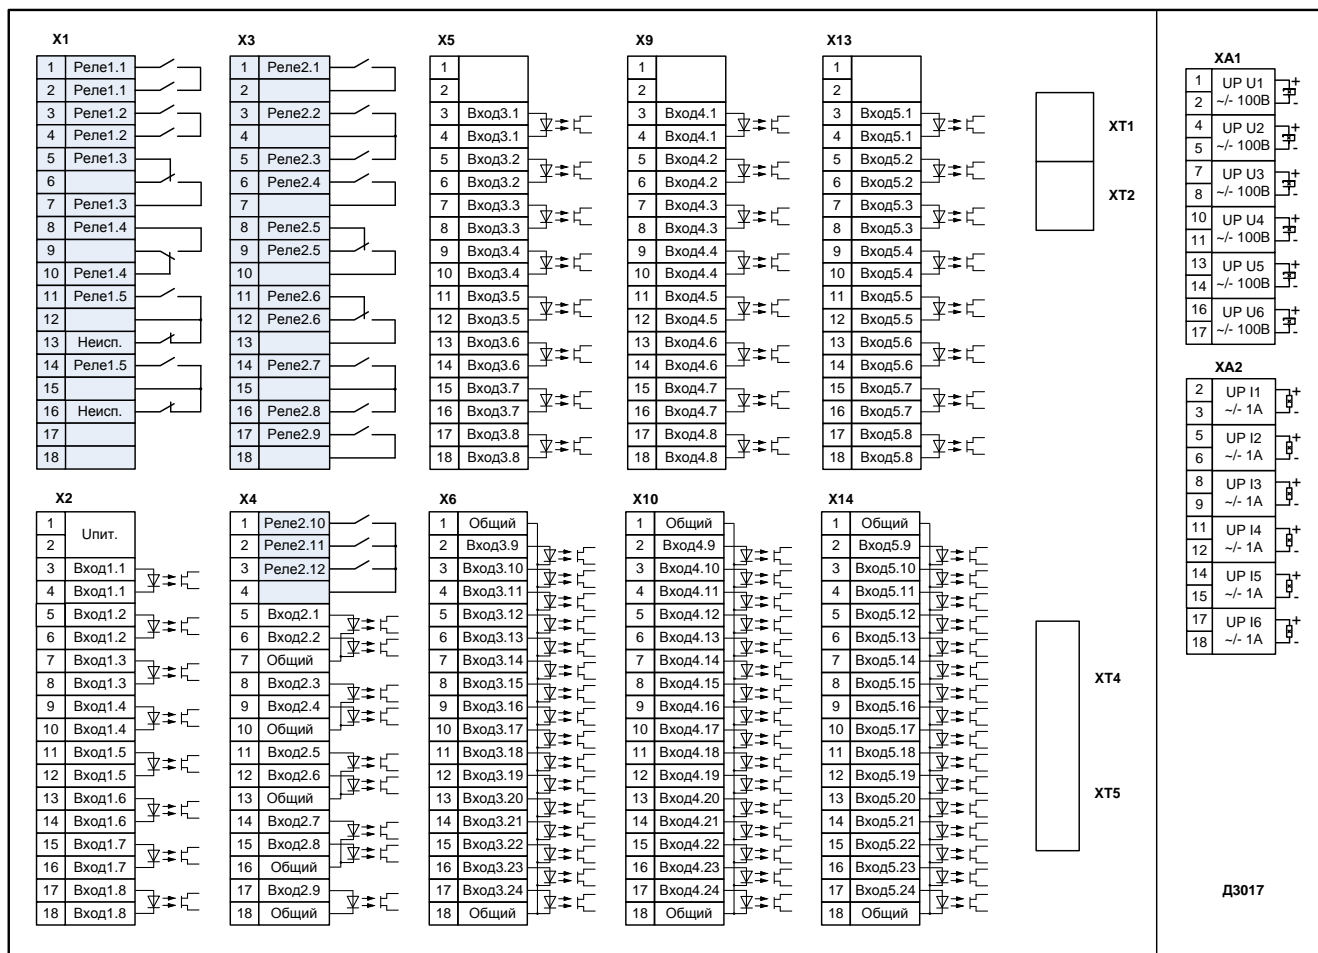 X1
1 Реле1.1
2 Реле1.1
3 Реле1.2
4 Реле1.2
5 Реле1.3
6
7 Реле1.3
8 Реле1.4
9
10 Реле1.4
11 Реле1.5
12
13 Неисп.
14 Реле1.5
15
16 Неисп.
17
18
X3
1 Реле2.1
2
3 Реле2.2
4
5 Реле2.3
6 Реле2.4
7
8 Реле2.5
9 Реле2.5
10
11 Реле2.6
12 Реле2.6
13
14 Реле2.7
15
16 Реле2.8
17 Реле2.9
18
X5
1
2
3 Вход3.1
4 Вход3.1
5 Вход3.2
6 Вход3.2
7 Вход3.3
8 Вход3.3
9 Вход3.4
10 Вход3.4
11 Вход3.5
12 Вход3.5
13 Вход3.6
14 Вход3.6
15 Вход3.7
16 Вход3.7
17 Вход3.8
18 Вход3.8
X9
1
2
3 Вход4.1
4 Вход4.1
5 Вход4.2
6 Вход4.2
7 Вход4.3
8 Вход4.3
9 Вход4.4
10 Вход4.4
11 Вход4.5
12 Вход4.5
13 Вход4.6
14 Вход4.6
15 Вход4.7
16 Вход4.7
17 Вход4.8
18 Вход4.8
X13
1
2
3 Вход5.1
4 Вход5.1
5 Вход5.2
6 Вход5.2
7 Вход5.3
8 Вход5.3
9 Вход5.4
10 Вход5.4
11 Вход5.5
12 Вход5.5
13 Вход5.6
14 Вход5.6
15 Вход5.7
16 Вход5.7
17 Вход5.8
18 Вход5.8
XT1
XT2
XA1
1 UP U1 +
2 ~/- 100В -
4 UP U2 +
5 ~/- 100В -
7 UP U3 +
8 ~/- 100В -
10 UP U4 +
11 ~/- 100В -
13 UP U5 +
14 ~/- 100В -
16 UP U6 +
17 ~/- 100В -
XA2
2 UP I1 +
3 ~/- 1А -
5 UP I2 +
6 ~/- 1А -
8 UP I3 +
9 ~/- 1А -
11 UP I4 +
12 ~/- 1А -
14 UP I5 +
15 ~/- 1А -
17 UP I6 +
18 ~/- 1А -
X2
1
Uпит.
2
3 Вход1.1
4 Вход1.1
5 Вход1.2
6 Вход1.2
7 Вход1.3
8 Вход1.3
9 Вход1.4
10 Вход1.4
11 Вход1.5
12 Вход1.5
13 Вход1.6
14 Вход1.6
15 Вход1.7
16 Вход1.7
17 Вход1.8
18 Вход1.8
X4
1 Реле2.10
2 Реле2.11
3 Реле2.12
4
5 Вход2.1
6 Вход2.2
7 Общий
8 Вход2.3
9 Вход2.4
10 Общий
11 Вход2.5
12 Вход2.6
13 Общий
14 Вход2.7
15 Вход2.8
16 Общий
17 Вход2.9
18 Общий
X6
1 Общий
2 Вход3.9
3 Вход3.10
4 Вход3.11
5 Вход3.12
6 Вход3.13
7 Вход3.14
8 Вход3.15
9 Вход3.16
10 Вход3.17
11 Вход3.18
12 Вход3.19
13 Вход3.20
14 Вход3.21
15 Вход3.22
16 Вход3.23
17 Вход3.24
18 Общий
X10
1 Общий
2 Вход4.9
3 Вход4.10
4 Вход4.11
5 Вход4.12
6 Вход4.13
7 Вход4.14
8 Вход4.15
9 Вход4.16
10 Вход4.17
11 Вход4.18
12 Вход4.19
13 Вход4.20
14 Вход4.21
15 Вход4.22
16 Вход4.23
17 Вход4.24
18 Общий
X14
1 Общий
2 Вход5.9
3 Вход5.10
4 Вход5.11
5 Вход5.12
6 Вход5.13
7 Вход5.14
8 Вход5.15
9 Вход5.16
10 Вход5.17
11 Вход5.18
12 Вход5.19
13 Вход5.20
14 Вход5.21
15 Вход5.22
16 Вход5.23
17 Вход5.24
18 Общий
XT4
XT5
Д3017